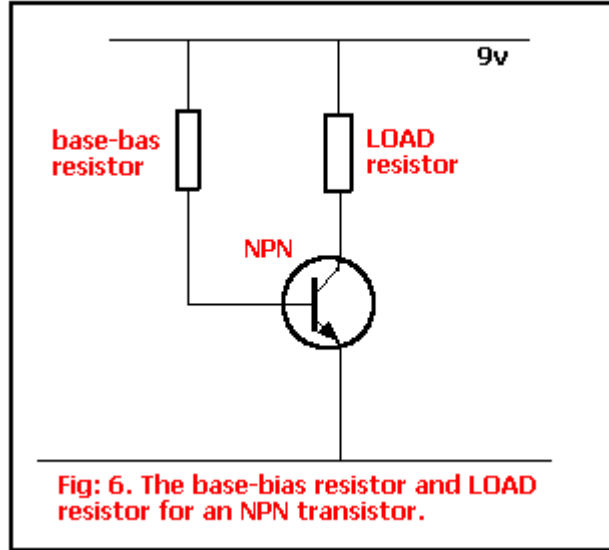 9v
base-bas
resistor
LOAD
resistor
NPN
Fig: 6. The base-bias resistor and LOAD
resistor for an NPN transistor.